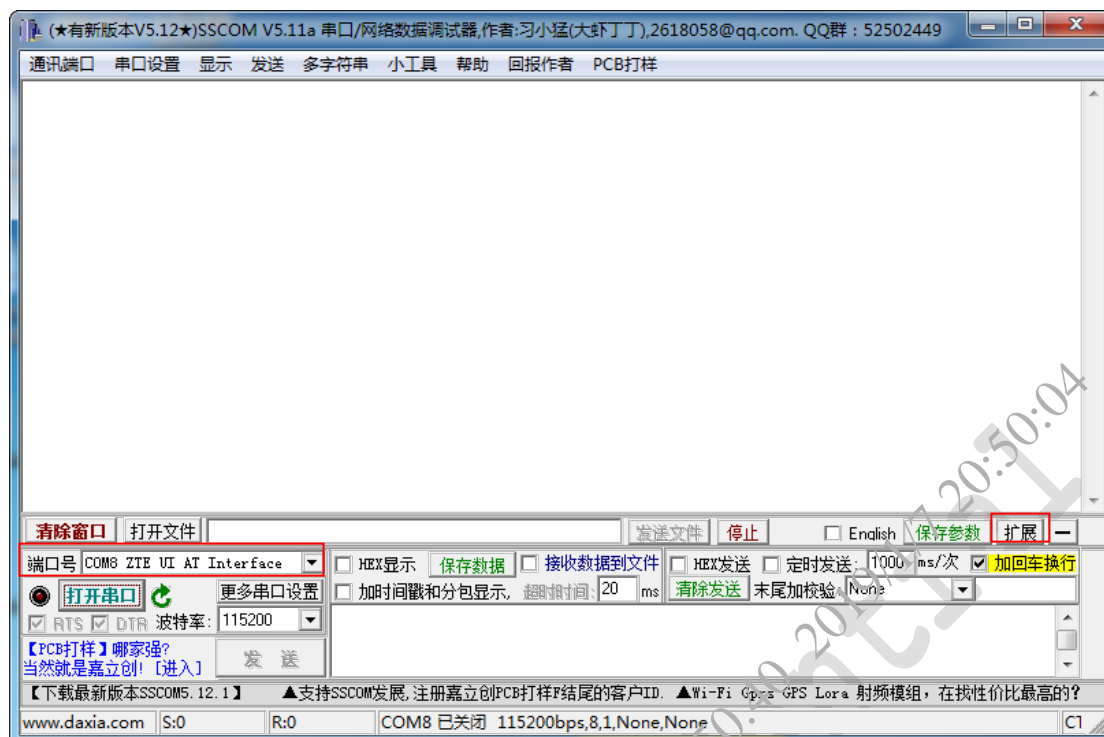 (★有新版本V5.12★)SSCOM V5.11a 串口/网络数据调试器,作者:习小猛(大虾丁丁),2618058@qq.com. QQ群：52502449
通讯端口 串口设置 显示 发送 多字符串 小工具 帮助 回报作者 PCB打样
清除窗口 打开文件 发送文件 停止 English 保存参数 扩展 —
端口号 COM8 ZTE UI AT Interface HEX显示 保存数据 接收数据到文件 HEX发送 定时发送: 1000 ms/次 加回车换行
打开串口 更多串口设置 加时间戳和分包显示, 超时时间: 20 ms 清除发送 末尾加校验 None
RTS DTR 波特率: 115200
【PCB打样】哪家强?
当然就是嘉立创! [进入]
发 送
【下载最新版本SSCOM5.12.1】 ▲支持SSCOM发展,注册嘉立创PCB打样F结尾的客户ID. ▲Wi-Fi Gprs GPS Lora 射频模组，在找性价比最高的?
www.daxia.com S:0 R:0 COM8 已关闭 115200bps,8,1,None,None
20:50:04